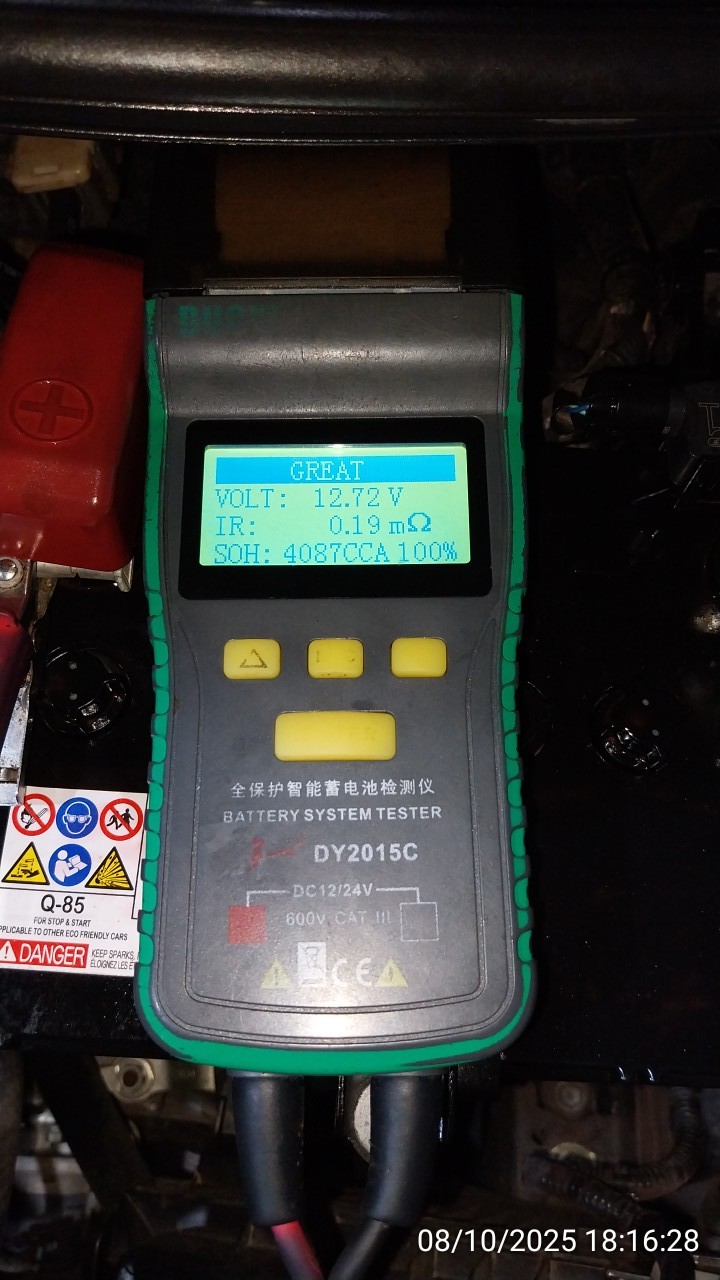 GREAT
VOLT: 12.72 V
IR: 0.19 mΩ
SOH: 4087CCA 100%
全保护智能蓄电池检测仪
BATTERY SYSTEM TESTER
DY2015C
DC12/24V
600V CAT III
CE
Q-85
FOR STOP & START
PPLICABLE TO OTHER ECO FRIENDLY CARS
DANGER
KEEP SPARKS,
ÉLOIGNEZ LES
08/10/2025 18:16:28